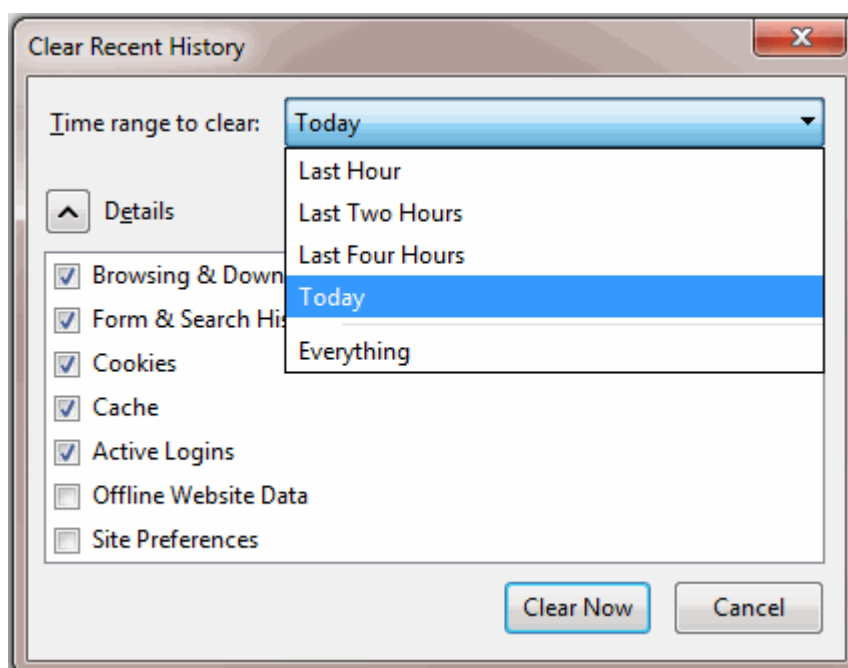 Clear Recent History
Time range to clear: Today
Last Hour
Last Two Hours
Last Four Hours
Today
Everything
Details
Browsing & Down
Form & Search His
Cookies
Cache
Active Logins
Offline Website Data
Site Preferences
Clear Now Cancel